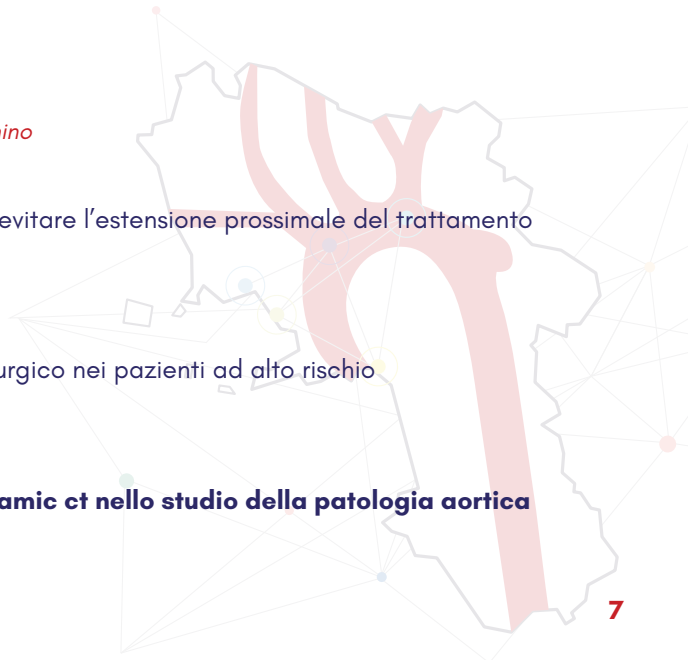 nino
evitare l’estensione prossimale del trattamento
urgico nei pazienti ad alto rischio
amic ct nello studio della patologia aortica
7